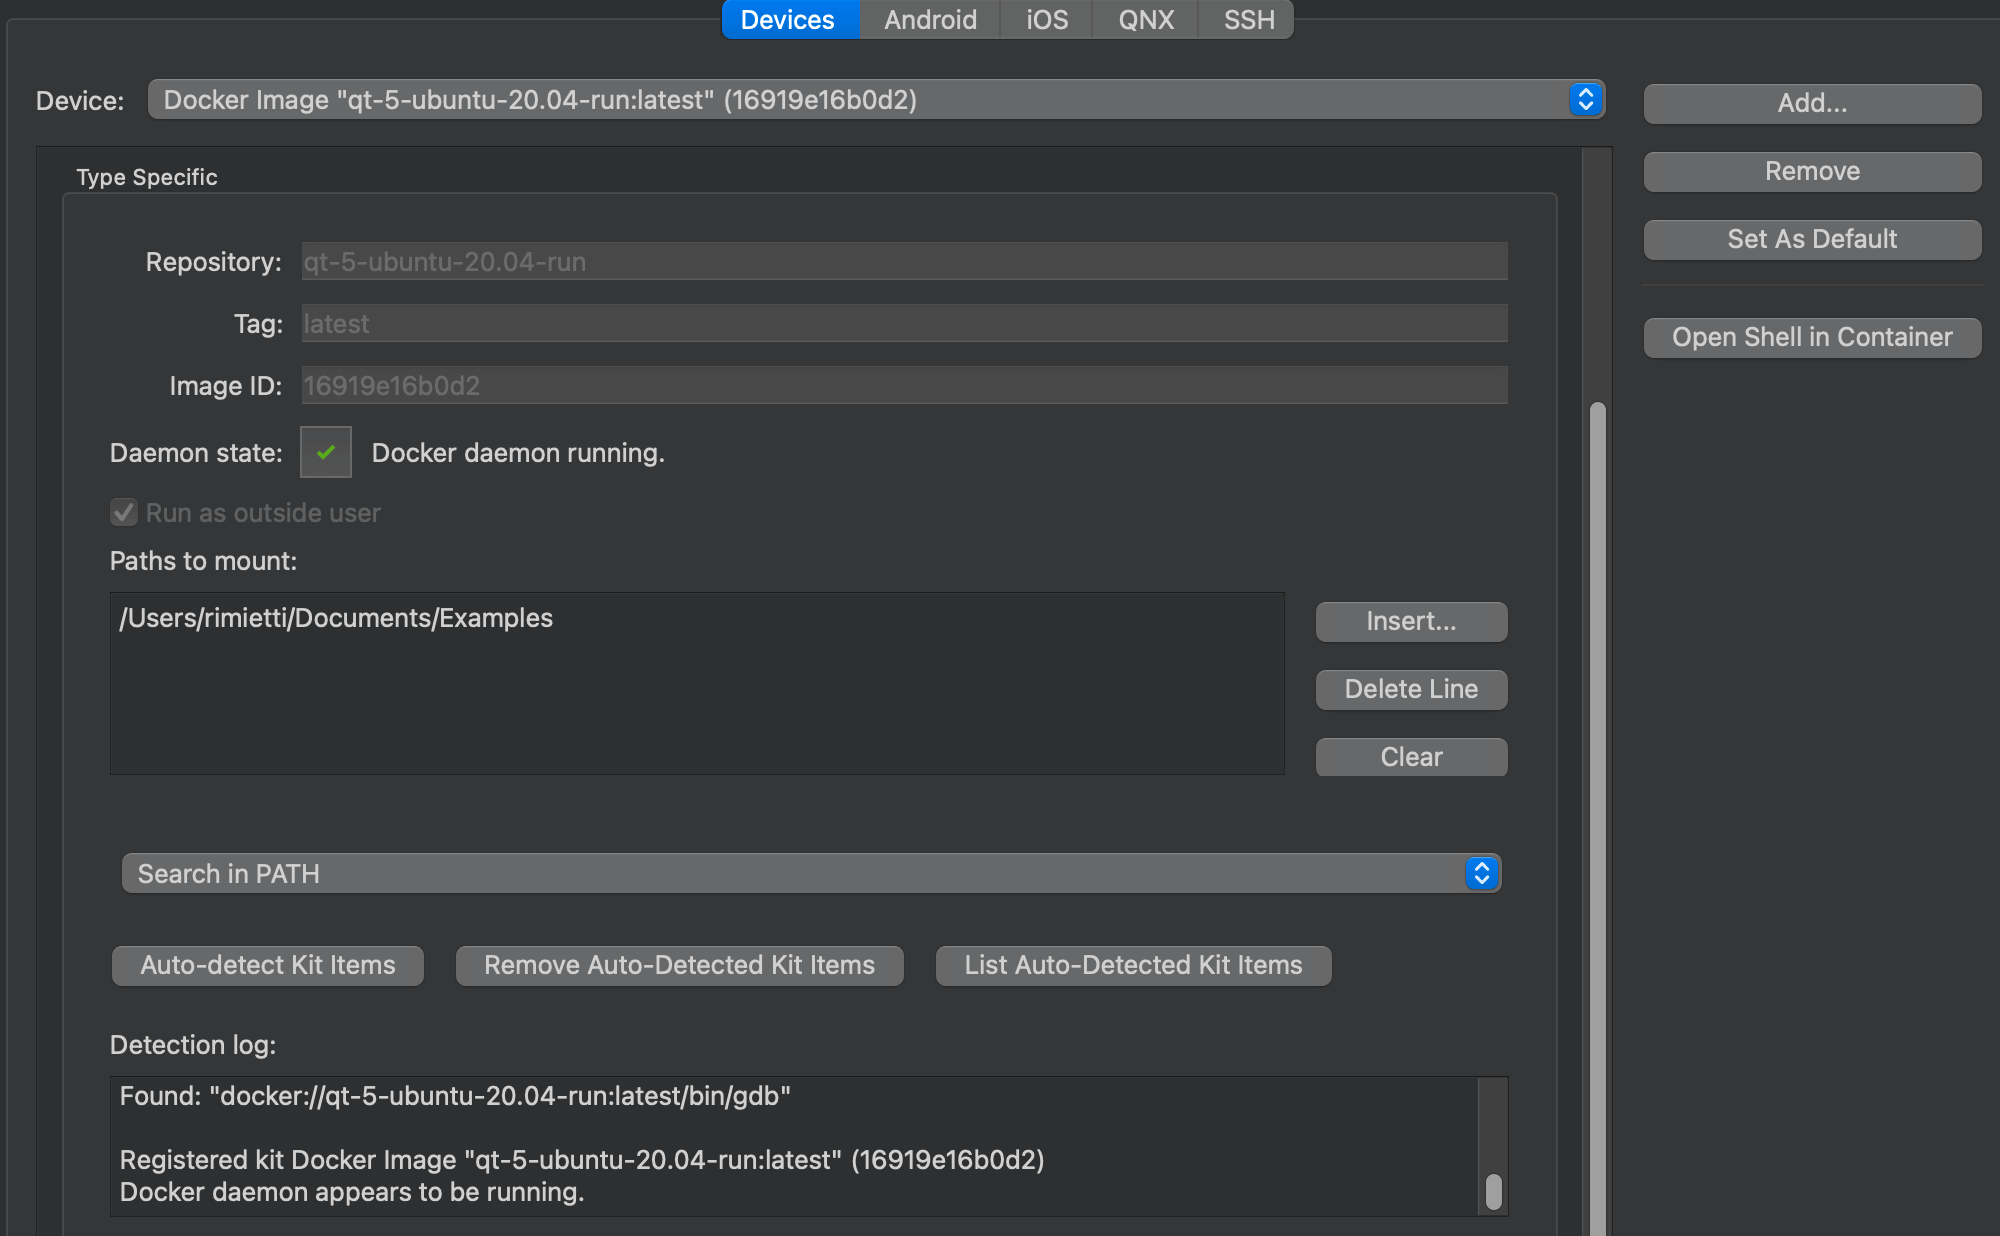 Devices Android iOS QNX SSH
Device: Docker Image "qt-5-ubuntu-20.04-run:latest" (16919e16b0d2)
Add...
Remove
Set As Default
Open Shell in Container
Type Specific
Repository: qt-5-ubuntu-20.04-run
Tag: latest
Image ID: 16919e16b0d2
Daemon state: Docker daemon running.
Run as outside user
Paths to mount:
/Users/rimietti/Documents/Examples
Insert...
Delete Line
Clear
Search in PATH
Auto-detect Kit Items Remove Auto-Detected Kit Items List Auto-Detected Kit Items
Detection log:
Found: "docker://qt-5-ubuntu-20.04-run:latest/bin/gdb"
Registered kit Docker Image "qt-5-ubuntu-20.04-run:latest" (16919e16b0d2)
Docker daemon appears to be running.